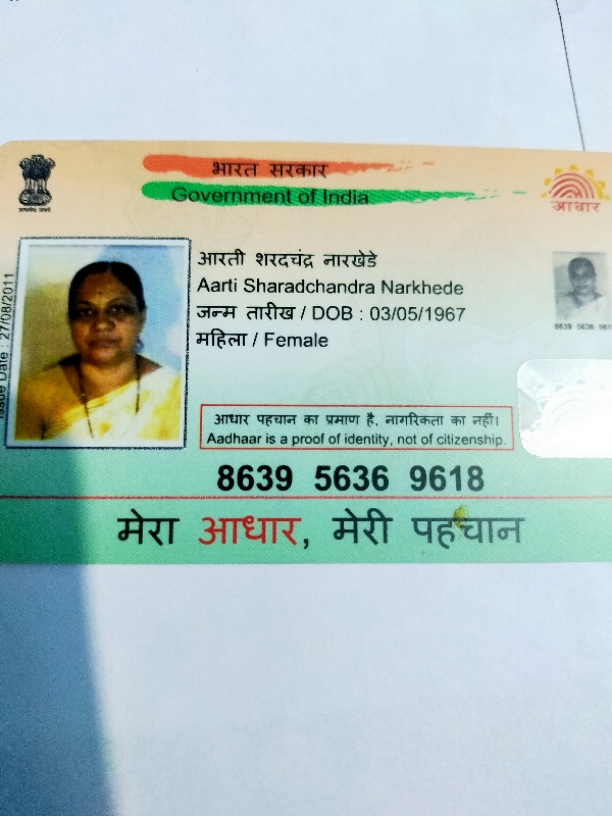 भारत सरकार
Government of India
आधार
आरती शरदचंद्र नारखेडे
Aarti Sharadchandra Narkhede
जन्म तारीख / DOB : 03/05/1967
महिला / Female
Issue Date : 27/08/2011
आधार पहचान का प्रमाण है, नागरिकता का नहीं।
Aadhaar is a proof of identity, not of citizenship.
8639 5636 9618
मेरा आधार, मेरी पहचान